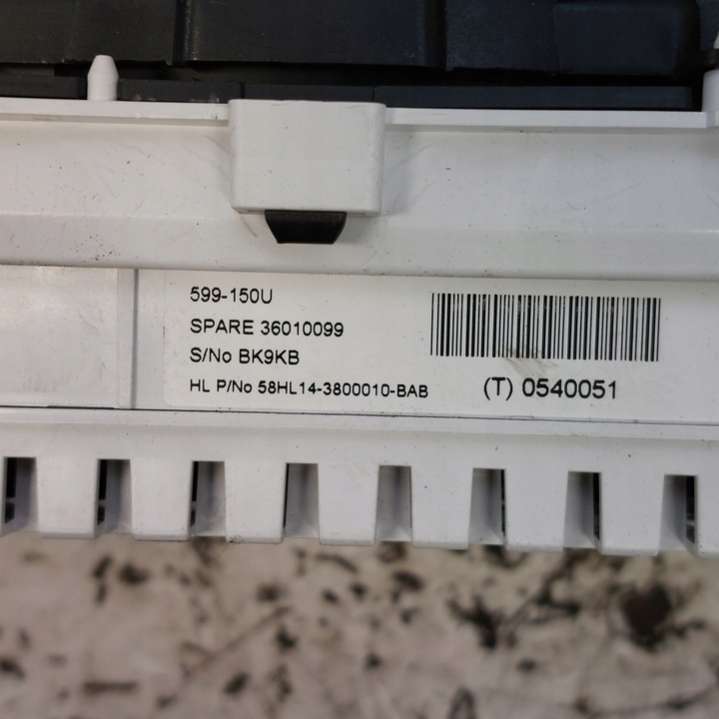 599-150U
SPARE 36010099
S/No BK9KB
HL P/No 58HL14-3800010-BAB
(T) 0540051